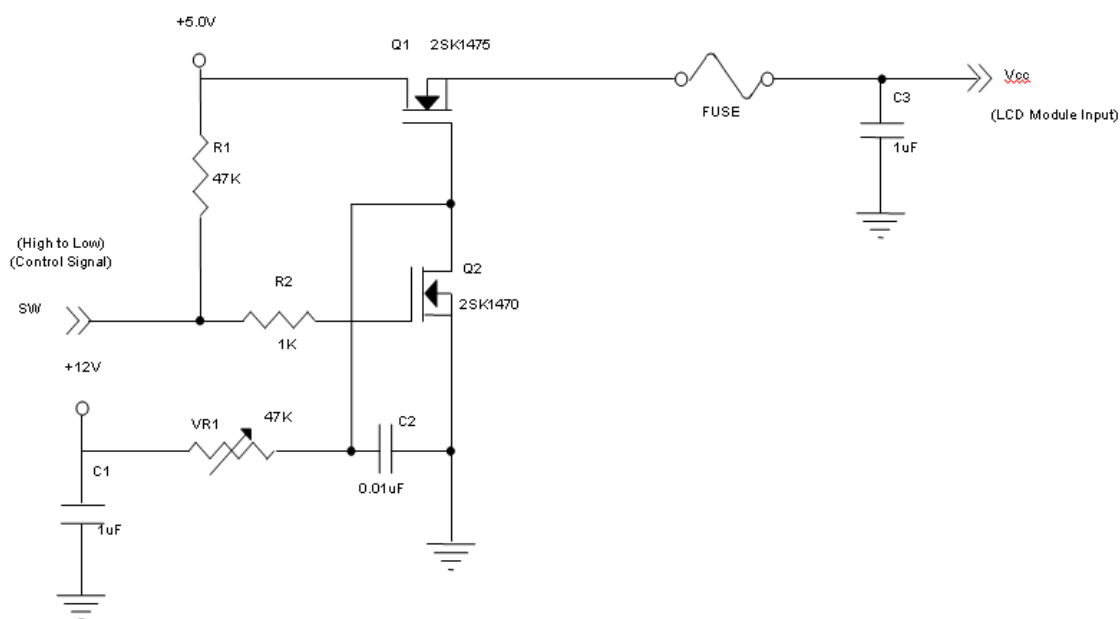 +5.0V
Q1 2SK1475
Vcc
(LCD Module Input)
FUSE
C3
1uF
R1
47K
(High to Low)
(Control Signal)
SW
R2
1K
Q2
2SK1470
+12V
VR1
47K
C2
0.01uF
C1
1uF